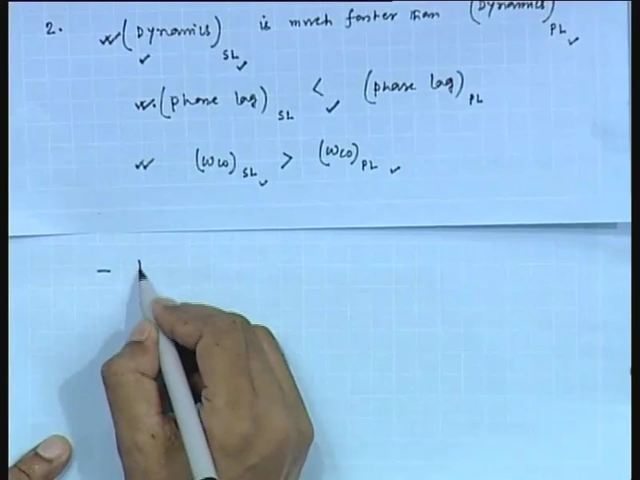 2. (Dynamics)SL is much faster than (Dynamics)PL
(phase lag)SL < (phase lag)PL
(ωco)SL > (ωco)PL
-